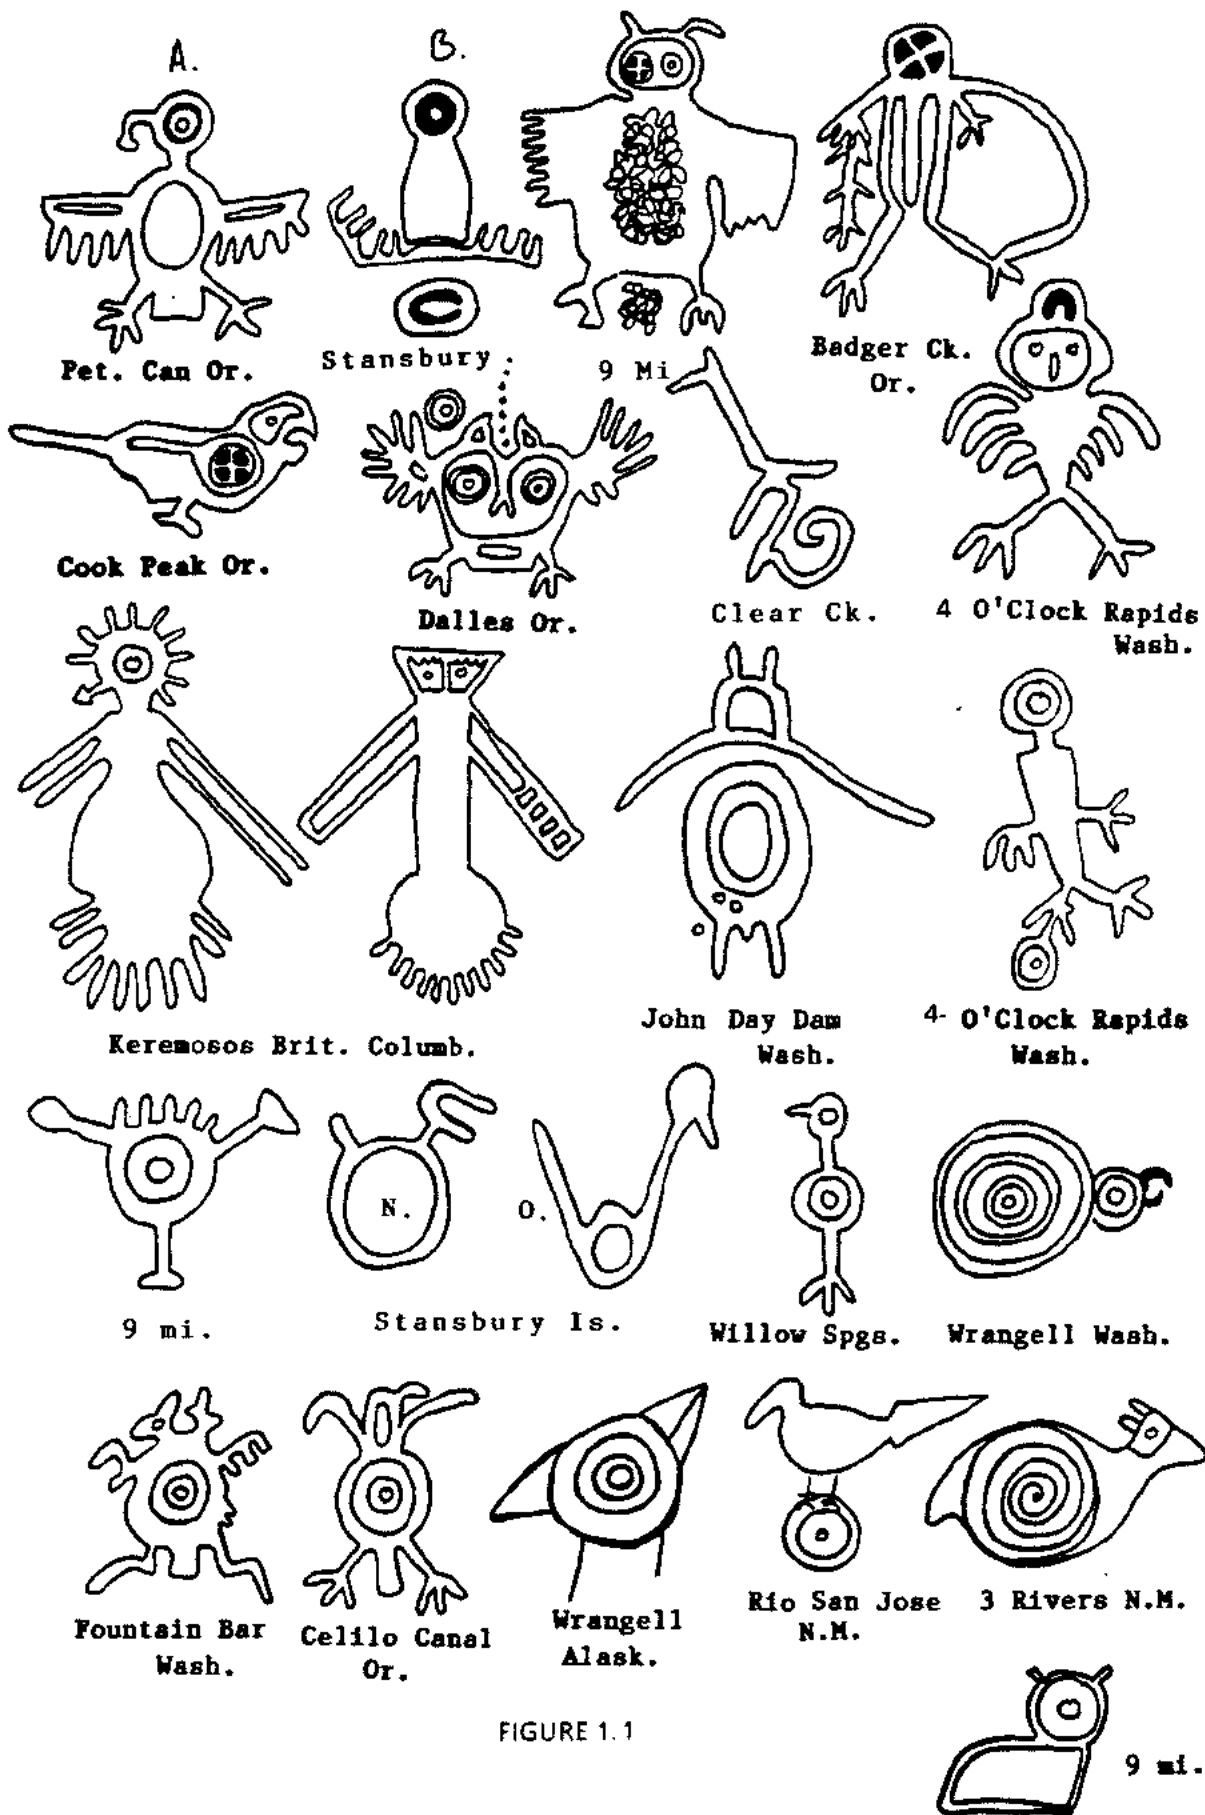 A.
B.
Pet. Can Or.
Stansbury
9 Mi
Badger Ck.
Or.
Cook Peak Or.
Dalles Or.
Clear Ck.
4 O'Clock Rapids
Wash.
Keremosos Brit. Columb.
John Day Dam
Wash.
4- O'Clock Rapids
Wash.
N.
O.
9 mi.
Stansbury Is.
Willow Spgs.
Wrangell Wash.
Fountain Bar
Wash.
Celilo Canal
Or.
Wrangell
Alask.
Rio San Jose
N.M.
3 Rivers N.M.
FIGURE 1.1
9 mi.